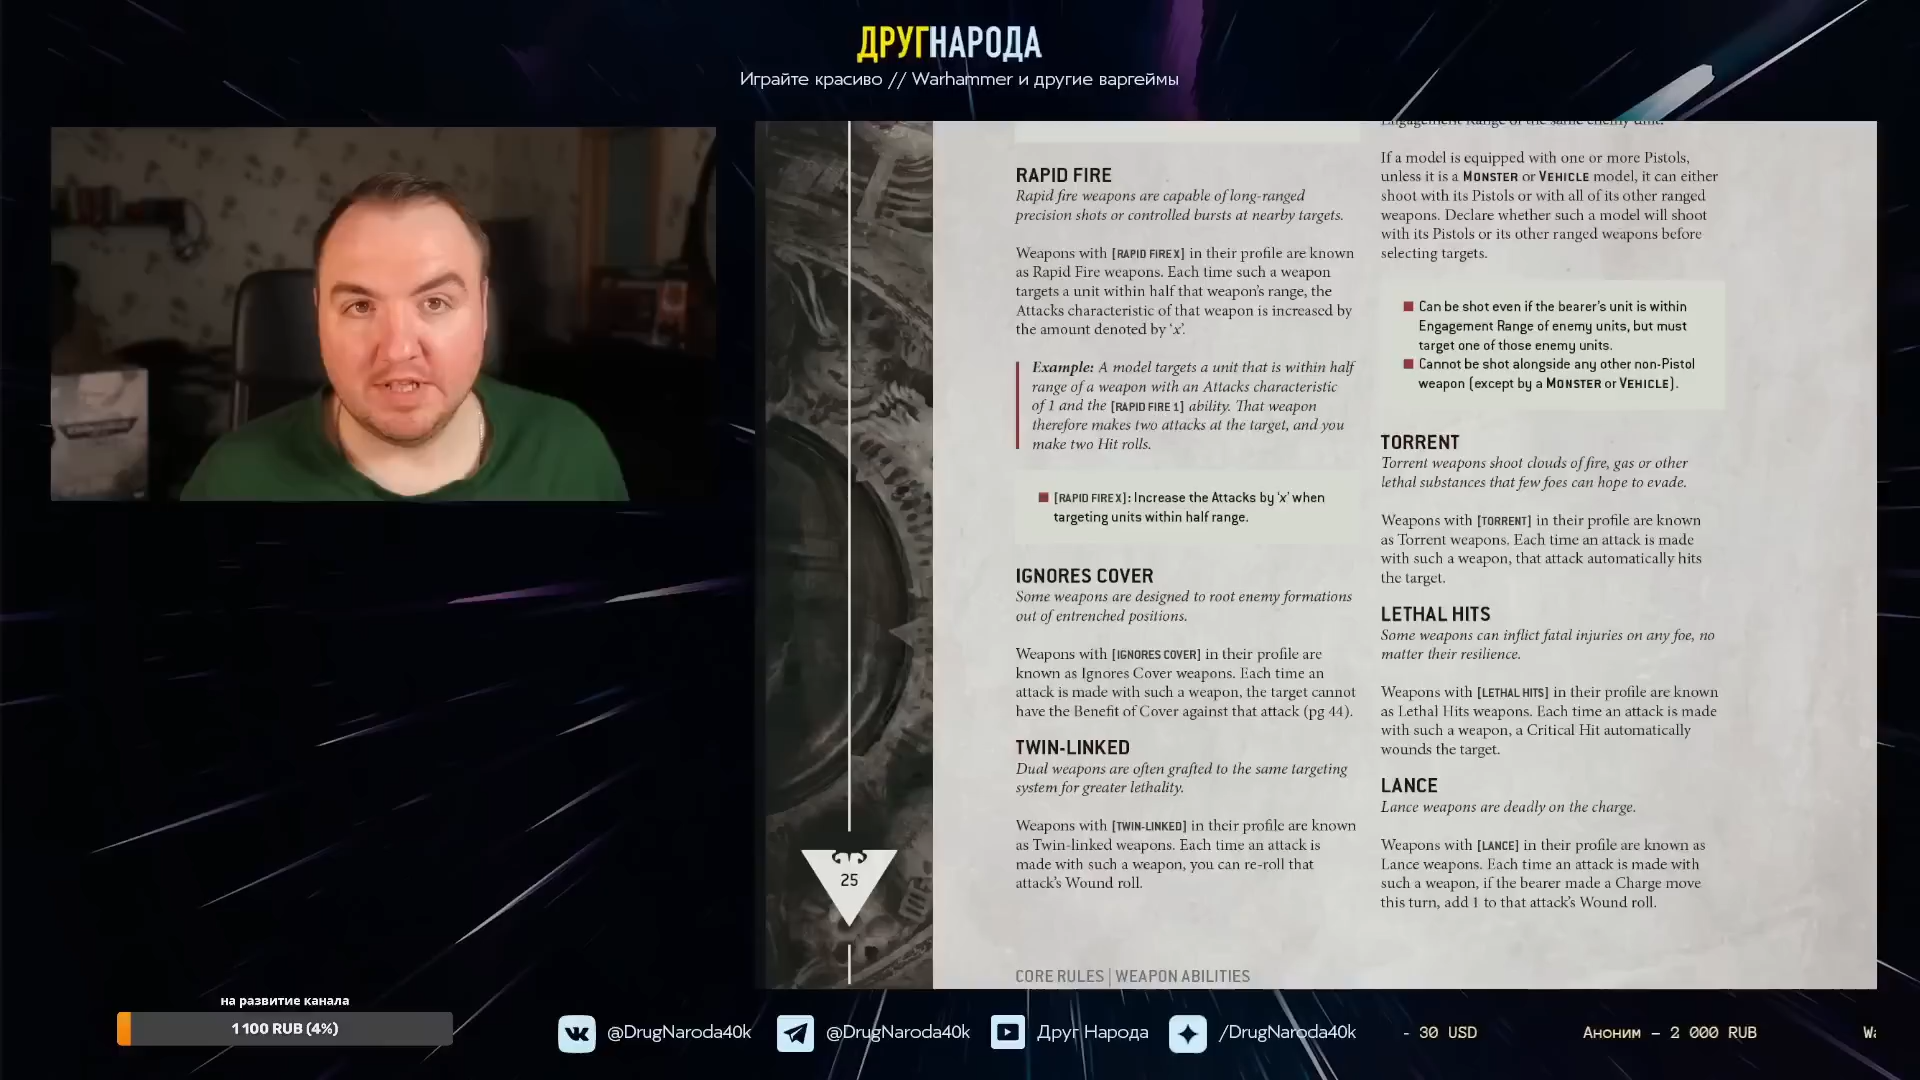 ДРУГНАРОДА
Играйте красиво // Warhammer и другие варгеймы
RAPID FIRE
Rapid fire weapons are capable of long-ranged
precision shots or controlled bursts at nearby targets.
Weapons with [RAPID FIRE X] in their profile are known
as Rapid Fire weapons. Each time such a weapon
targets a unit within half that weapon's range, the
Attacks characteristic of that weapon is increased by
the amount denoted by 'x'.
Example: A model targets a unit that is within half
range of a weapon with an Attacks characteristic
of 1 and the [RAPID FIRE 1] ability. That weapon
therefore makes two attacks at the target, and you
make two Hit rolls.
[RAPID FIRE X]: Increase the Attacks by 'x' when
targeting units within half range.
IGNORES COVER
Some weapons are designed to root enemy formations
out of entrenched positions.
Weapons with [IGNORES COVER] in their profile are
known as Ignores Cover weapons. Each time an
attack is made with such a weapon, the target cannot
have the Benefit of Cover against that attack (pg 44).
TWIN-LINKED
Dual weapons are often grafted to the same targeting
system for greater lethality.
Weapons with [TWIN-LINKED] in their profile are known
as Twin-linked weapons. Each time an attack is
made with such a weapon, you can re-roll that
attack's Wound roll.
Engagement Range of the same enemy unit.
If a model is equipped with one or more Pistols,
unless it is a MONSTER or VEHICLE model, it can either
shoot with its Pistols or with all of its other ranged
weapons. Declare whether such a model will shoot
with its Pistols or its other ranged weapons before
selecting targets.
Can be shot even if the bearer's unit is within
Engagement Range of enemy units, but must
target one of those enemy units.
Cannot be shot alongside any other non-Pistol
weapon (except by a MONSTER or VEHICLE).
TORRENT
Torrent weapons shoot clouds of fire, gas or other
lethal substances that few foes can hope to evade.
Weapons with [TORRENT] in their profile are known
as Torrent weapons. Each time an attack is made
with such a weapon, that attack automatically hits
the target.
LETHAL HITS
Some weapons can inflict fatal injuries on any foe, no
matter their resilience.
Weapons with [LETHAL HITS] in their profile are known
as Lethal Hits weapons. Each time an attack is made
with such a weapon, a Critical Hit automatically
wounds the target.
LANCE
Lance weapons are deadly on the charge.
Weapons with [LANCE] in their profile are known as
Lance weapons. Each time an attack is made with
such a weapon, if the bearer made a Charge move
this turn, add 1 to that attack's Wound roll.
25
CORE RULES | WEAPON ABILITIES
на развитие канала
1 100 RUB (4%)
@DrugNaroda40k
@DrugNaroda40k
Друг Народа
/DrugNaroda40k
- 30 USD
Аноним – 2 000 RUB